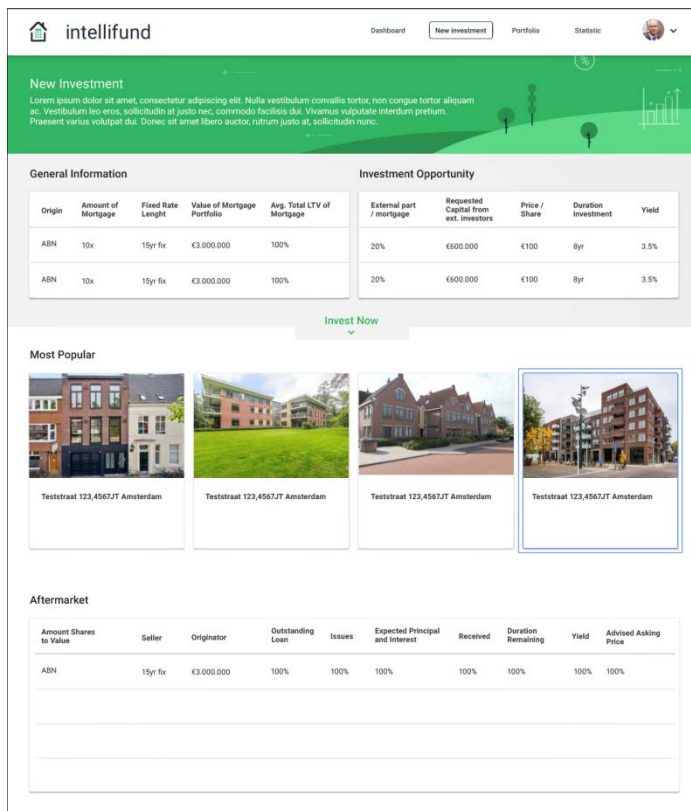 intellifund
Dashboard
New investment
Portfolio
Statistic
%
New Investment
Lorem ipsum dolor sit amet, consectetur adipiscing elit. Nulla vestibulum convallis tortor, non congue tortor aliquam
ac. Vestibulum leo eros, sollicitudin at justo nec, commodo facilisis dui. Vivamus vulputate interdum pretium.
Praesent varius volutpat dui. Donec sit amet libero auctor, rutrum justo at, sollicitudin nunc.
General Information
Origin
Amount of
Mortgage
Fixed Rate
Lenght
Value of Mortgage
Portfolio
Avg. Total LTV of
Mortgage
ABN 10x 15yr fix €3.000.000 100%
ABN 10x 15yr fix €3.000.000 100%
Investment Opportunity
External part
/ mortgage
Requested
Capital from
ext. investors
Price /
Share
Duration
investment
Yield
20% €600.000 €100 8yr 3.5%
20% €600.000 €100 8yr 3.5%
Invest Now
Most Popular
Teststraat 123,4567JT Amsterdam
Teststraat 123,4567JT Amsterdam
Teststraat 123,4567JT Amsterdam
Teststraat 123,4567JT Amsterdam
Aftermarket
Amount Shares
to Value
Seller
Originator
Outstanding
Loan
Issues
Expected Principal
and Interest
Received
Duration
Remaining
Yield
Advised Asking
Price
ABN 15yr fix €3.000.000 100% 100% 100% 100% 100% 100% 100%